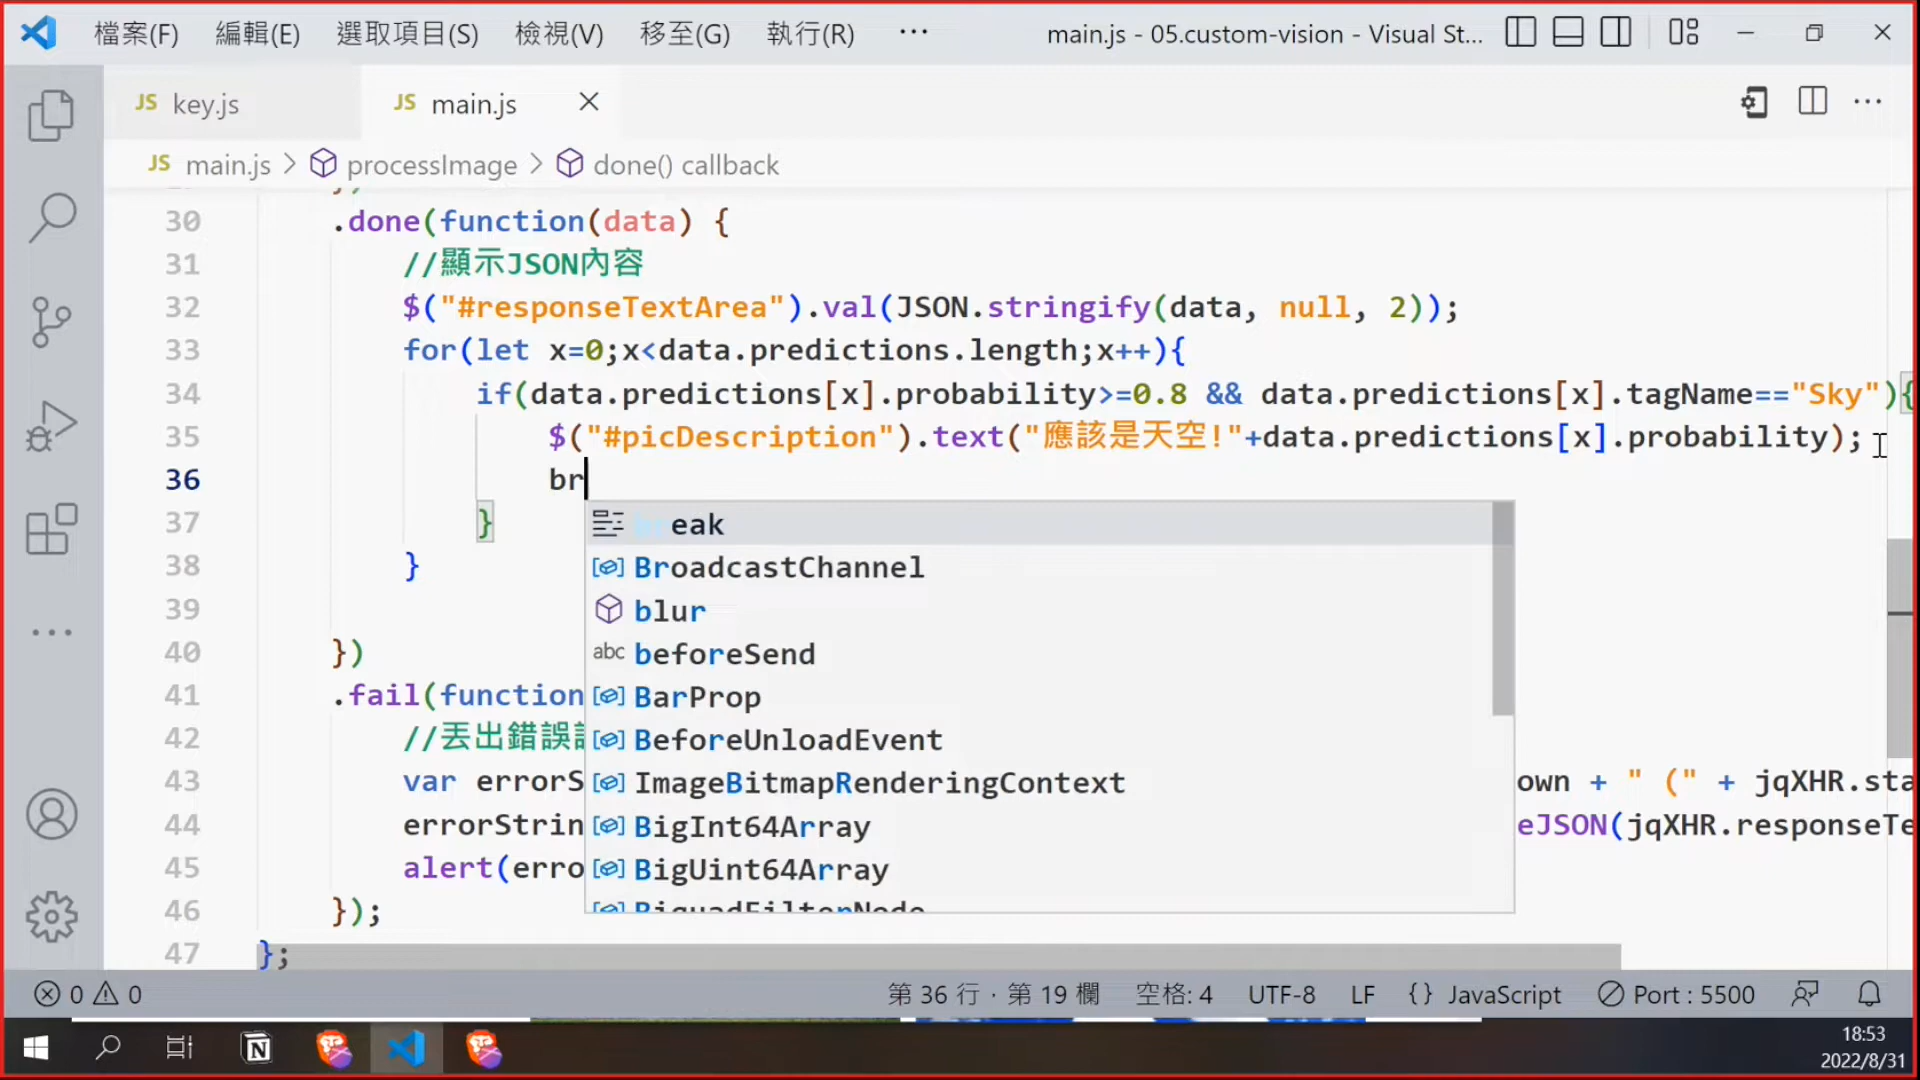 檔案(F) 編輯(E) 選取項目(S) 檢視(V) 移至(G) 執行(R) ··· main.js - 05.custom-vision - Visual St...
JS key.js JS main.js
JS main.js > processImage > done() callback
30 .done(function(data) {
31 //顯示JSON內容
32 $("#responseTextArea").val(JSON.stringify(data, null, 2));
33 for(let x=0;x<data.predictions.length;x++){
34 if(data.predictions[x].probability>=0.8 && data.predictions[x].tagName=="Sky"){
35 $("#picDescription").text("應該是天空!"+data.predictions[x].probability);
36 br
37 }
break
BroadcastChannel
38 }
39
blur
40 })
beforeSend
41 .fail(function
BarProp
42 //丟出錯誤
BeforeUnloadEvent
43 var errorS
ImageBitmapRenderingContext
own + " (" + jqXHR.sta
44 errorStrin
BigInt64Array
eJSON(jqXHR.responseTe
45 alert(erro
BigUint64Array
46 });
BiquadFilterNode
47 };
0 0 第 36 行，第 19 欄 空格: 4 UTF-8 LF {} JavaScript Port : 5500
18:53
2022/8/31